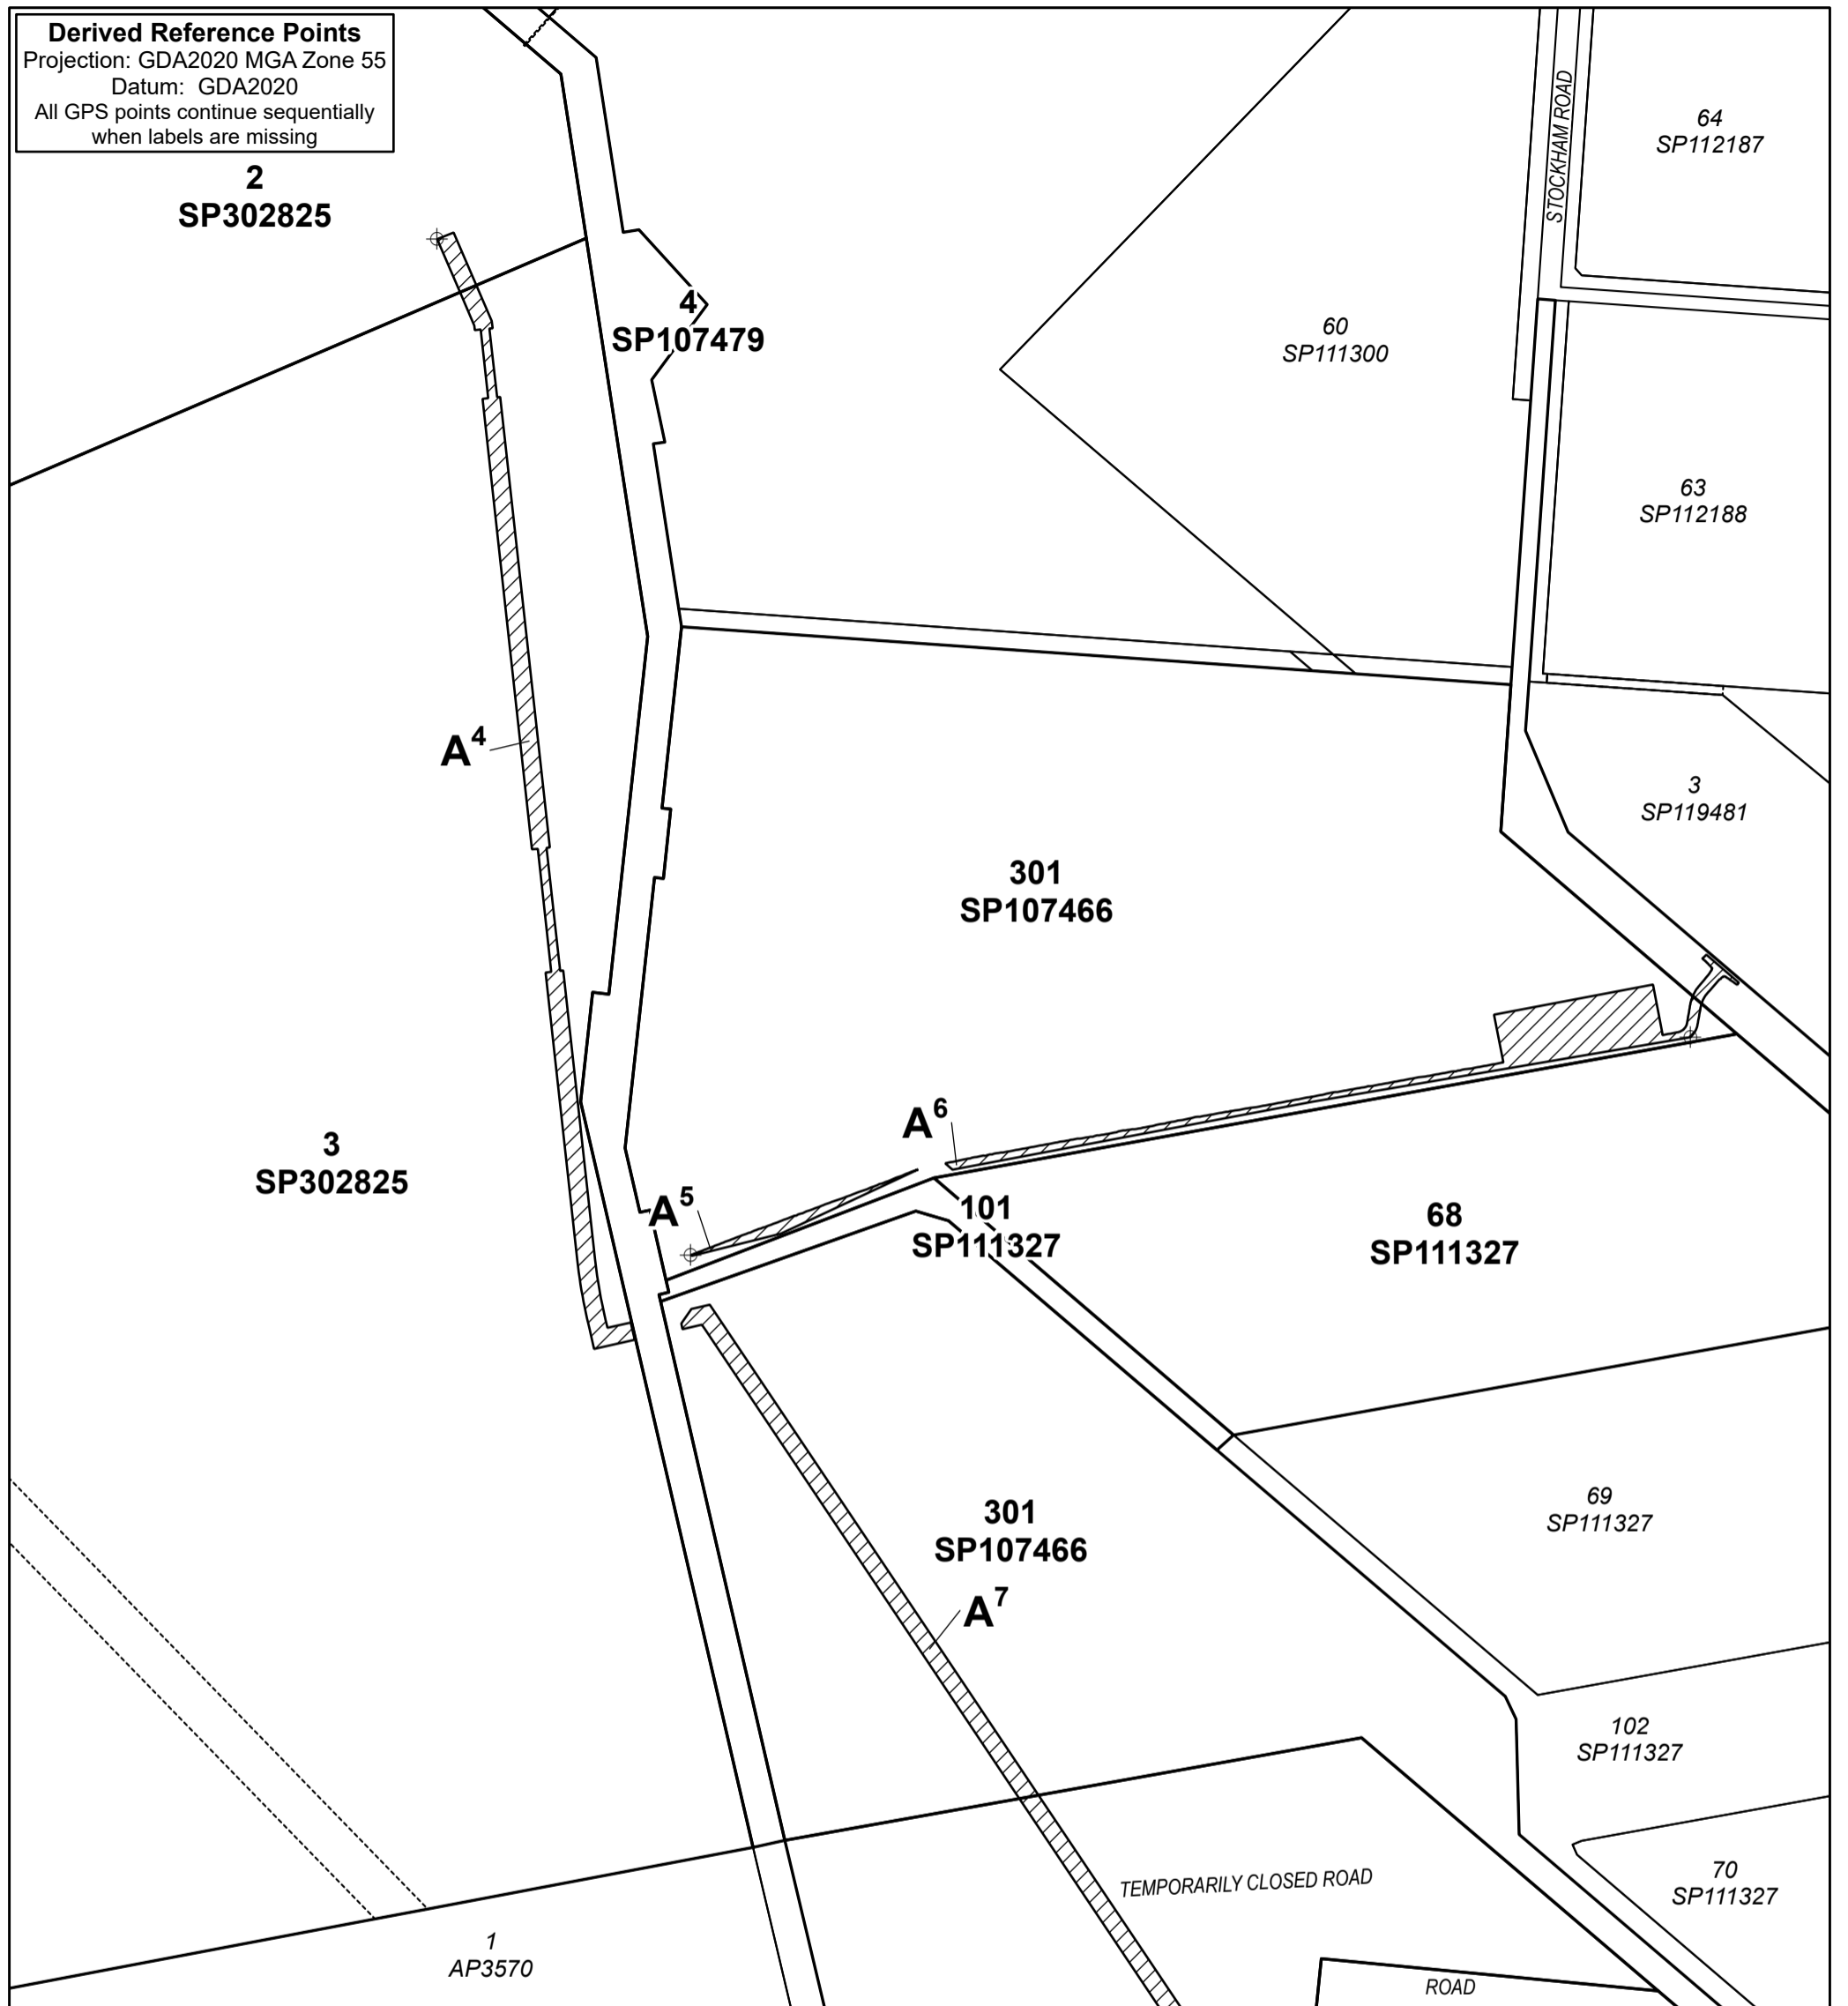 Derived Reference Points
Projection: GDA2020 MGA Zone 55
Datum: GDA2020
All GPS points continue sequentially
when labels are missing
2
SP302825
4
SP107479
60
SP111300
STOCKHAM ROAD
64
SP112187
63
SP112188
3
SP119481
A4
301
SP107466
3
SP302825
A6
A5
101
SP111327
68
SP111327
69
SP111327
301
SP107466
A7
102
SP111327
70
SP111327
TEMPORARILY CLOSED ROAD
1
AP3570
ROAD